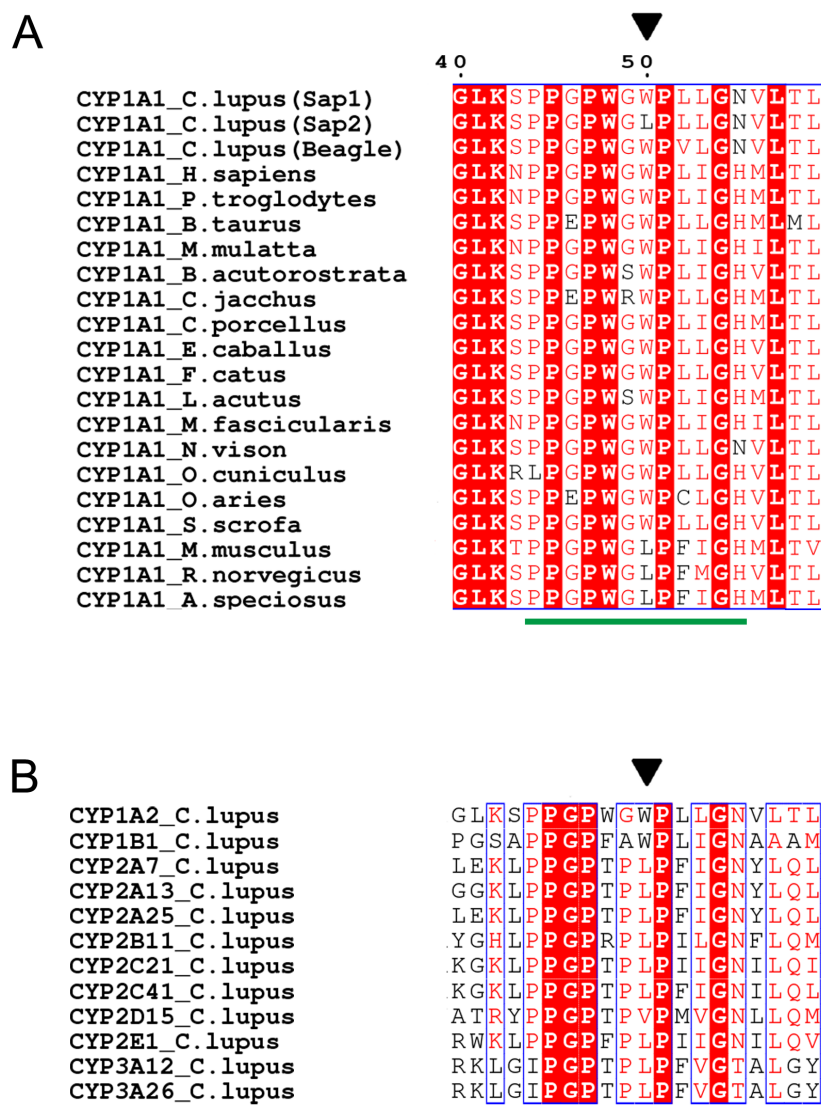 A
40 50
CYP1A1_C.lupus(Sap1) GLKSPPGPWGWPLLGNVLTL
CYP1A1_C.lupus(Sap2) GLKSPPGPWGLPLLGNVLTL
CYP1A1_C.lupus(Beagle) GLKSPPGPWGWPVLGNVLTL
CYP1A1_H.sapiens GLKNPPGPWGWPLIGHMLTL
CYP1A1_P.troglodytes GLKNPPGPWGWPLIGHMLTL
CYP1A1_B.taurus GLKSPPEPWGWPLLGHMLML
CYP1A1_M.mulatta GLKNPPGPWGWPLIGHILTL
CYP1A1_B.acutorostrata GLKSPPGPWSWPLIGHVLTL
CYP1A1_C.jacchus GLKSPPEPWRWPLLGHMLTL
CYP1A1_C.porcellus GLKSPPGPWGWPLIGHVLTL
CYP1A1_E.caballus GLKSPPGPWGWPLLGHVLTL
CYP1A1_F.catus GLKSPPGPWGWPLLGHVLTL
CYP1A1_L.acutus GLKSPPGPWSWPLIGHMLTL
CYP1A1_M.fascicularis GLKNPPGPWGWPLIGHILTL
CYP1A1_N.vison GLKSPPGPWGWPLLGNVLTL
CYP1A1_O.cuniculus GLKRLPGPWGWPLLGHVLTL
CYP1A1_O.aries GLKSPPEPWGWPCLGHVLTL
CYP1A1_S.scrofa GLKSPPGPWGWPLLGHVLTL
CYP1A1_M.musculus GLKTPPGPWGLPFIGHMLTV
CYP1A1_R.norvegicus GLKSPPGPWGLPFMGHVLTL
CYP1A1_A.speciosus GLKSPPGPWGLPFIGHMLTL
B
CYP1A2_C.lupus GLKSPPGPWGWPLLGNVLTL
CYP1B1_C.lupus PGSAPPGPFAWPLIGNAAAM
CYP2A7_C.lupus LEKLPPGPTPLPFIGNYLQL
CYP2A13_C.lupus GGKLPPGPTPLPFIGNYLQL
CYP2A25_C.lupus LEKLPPGPTPLPFIGNYLQL
CYP2B11_C.lupus YGHLPPGPRPLPILGNFLQM
CYP2C21_C.lupus KGKLPPGPTPLPIIGNILQI
CYP2C41_C.lupus KGKLPPGPTPLPFIGNILQL
CYP2D15_C.lupus ATRYPPGPTPVPMVGNLLQM
CYP2E1_C.lupus RWKLPPGPFPLPIIGNILQV
CYP3A12_C.lupus RKLGIPGPTPLPFVGTALGY
CYP3A26_C.lupus RKLGIPGPTPLPFVGTALGY